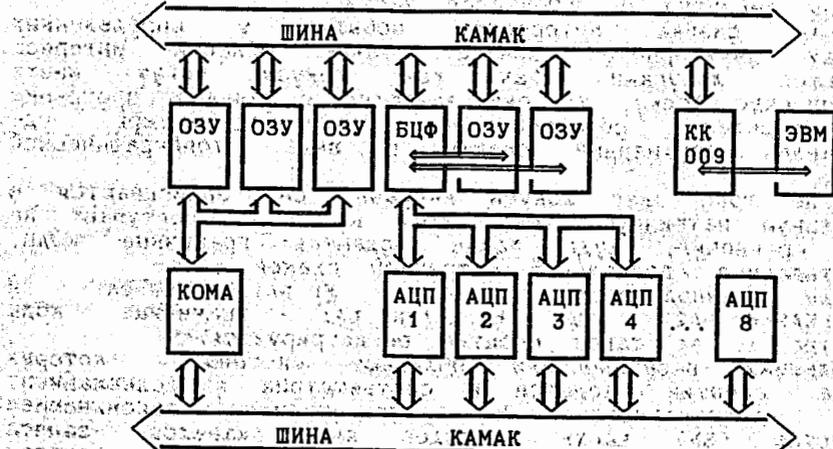 ШИНА КАМАК
ОЗУ ОЗУ ОЗУ БЦФ ОЗУ ОЗУ КК 009 ЭВМ
КОМА АЦП 1 АЦП 2 АЦП 3 АЦП 4 ... АЦП 8
ШИНА КАМАК